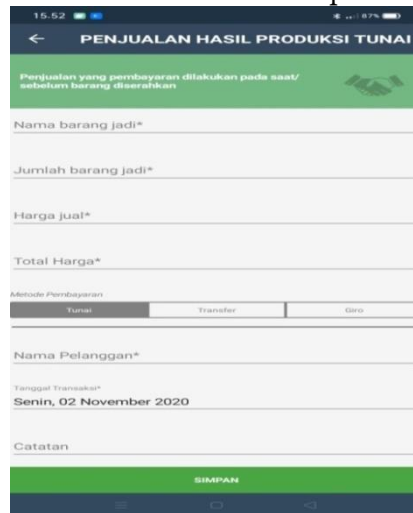 15.52
87%
PENJUALAN HASIL PRODUKSI TUNAI
Penjualan yang pembayaran dilakukan pada saat/
sebelum barang diserahkan
Nama barang jadi*
Jumlah barang jadi*
Harga jual*
Total Harga*
Metode Pembayaran
Tunai Transfer Giro
Nama Pelanggan*
Tanggal Transaksi*
Senin, 02 November 2020
Catatan
SIMPAN